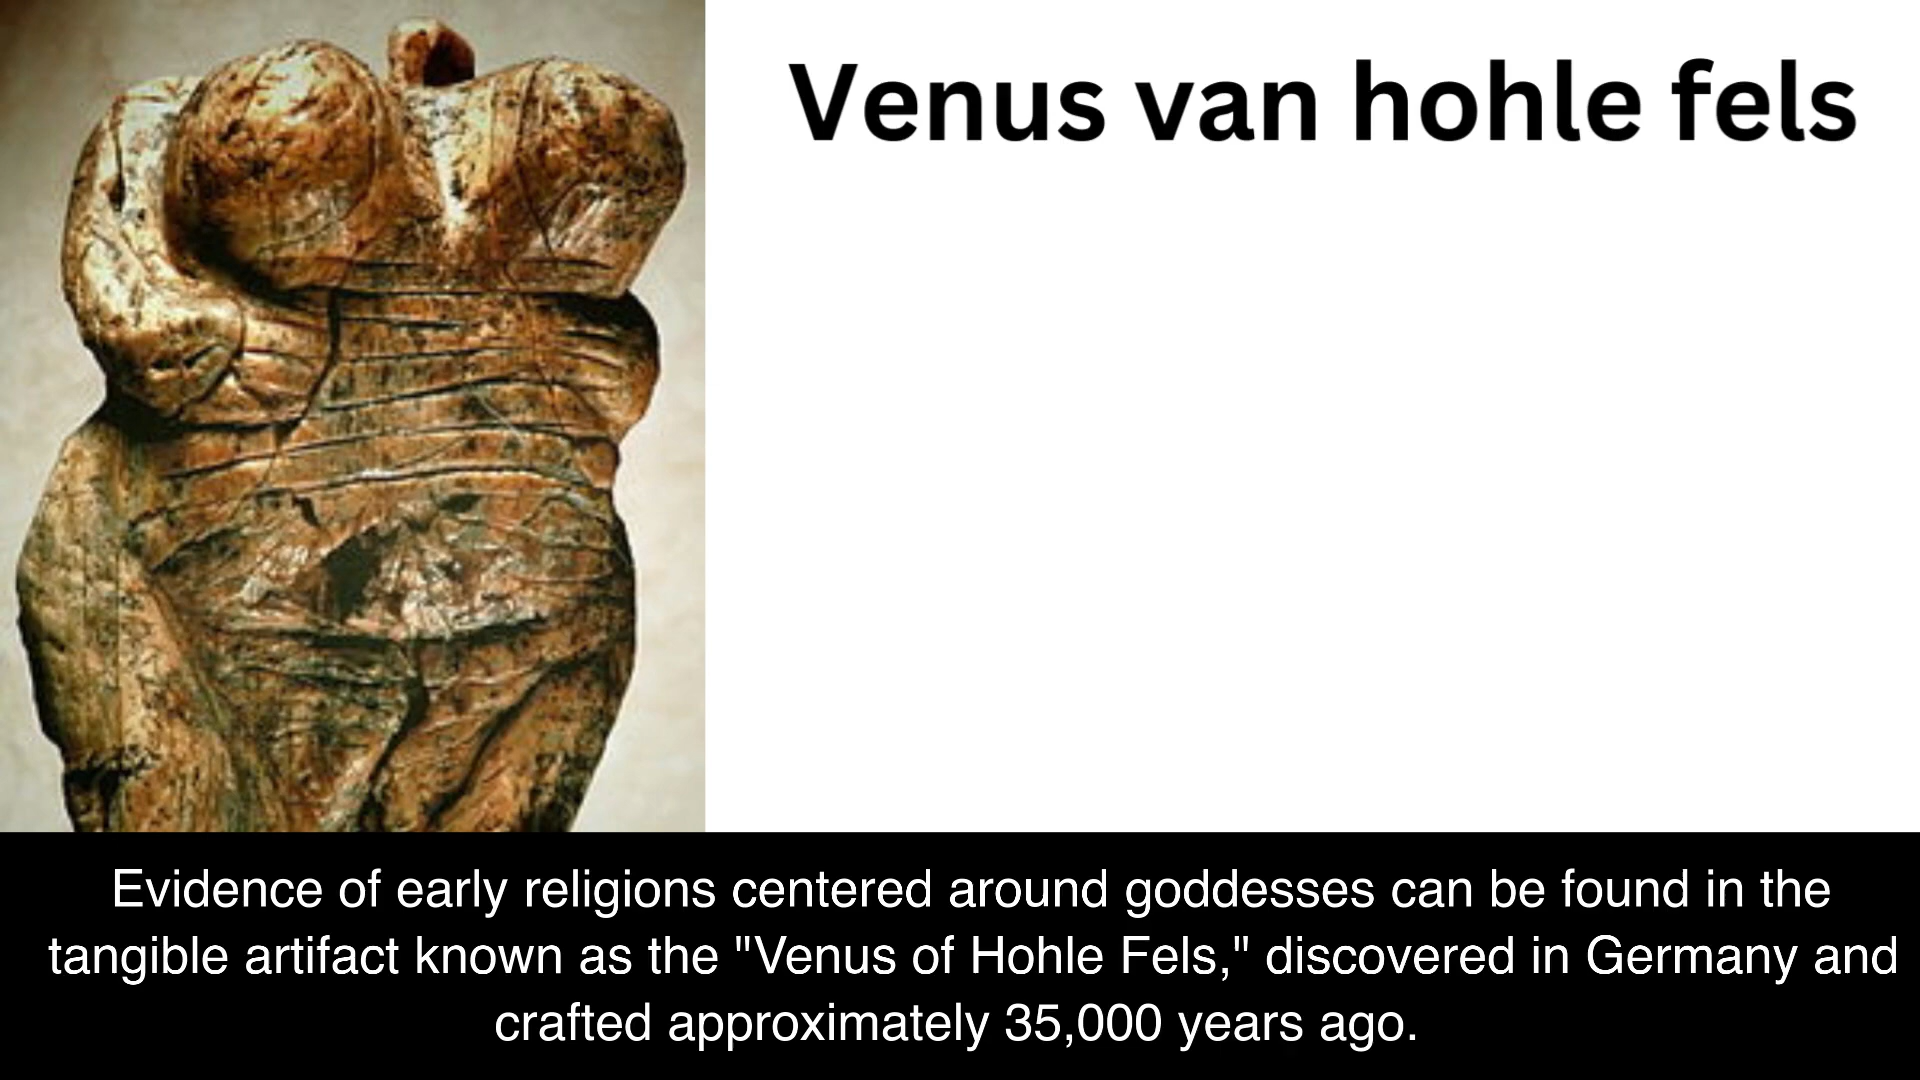 Venus van hohle fels
Evidence of early religions centered around goddesses can be found in the
tangible artifact known as the "Venus of Hohle Fels," discovered in Germany and
crafted approximately 35,000 years ago.